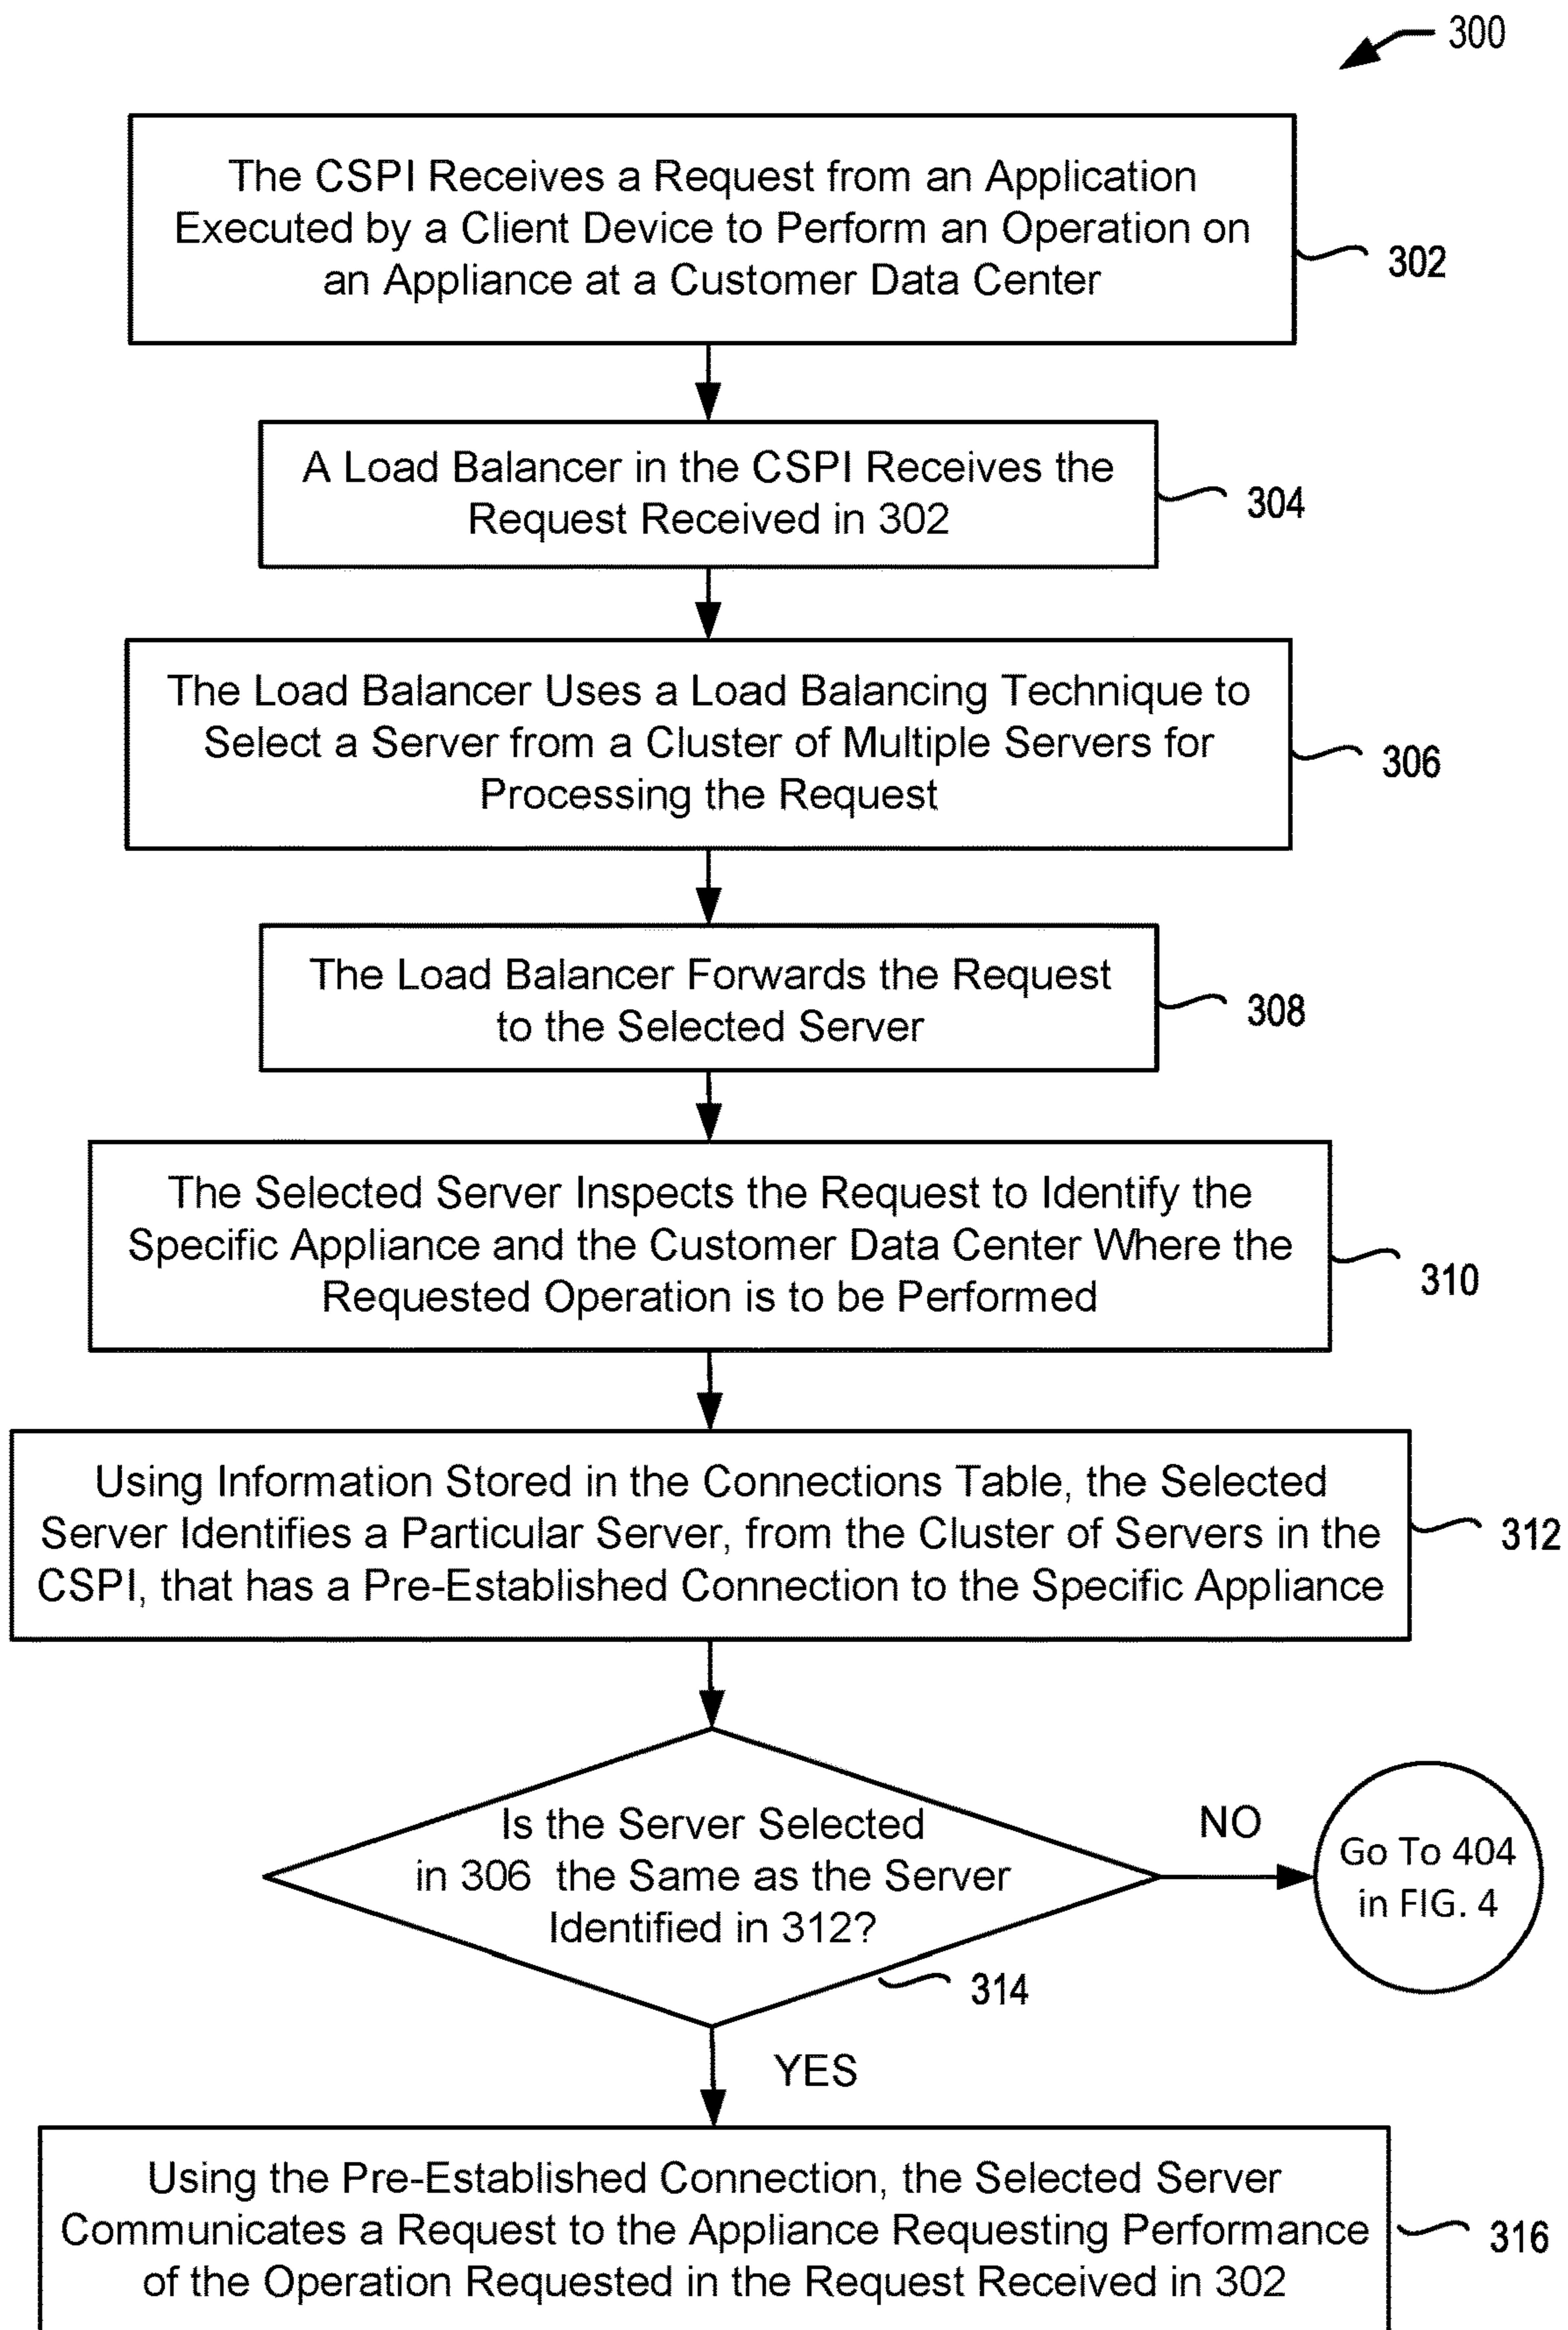 300
The CSPI Receives a Request from an Application
Executed by a Client Device to Perform an Operation on
an Appliance at a Customer Data Center
302
A Load Balancer in the CSPI Receives the
Request Received in 302
304
The Load Balancer Uses a Load Balancing Technique to
Select a Server from a Cluster of Multiple Servers for
Processing the Request
306
The Load Balancer Forwards the Request
to the Selected Server
308
The Selected Server Inspects the Request to Identify the
Specific Appliance and the Customer Data Center Where the
Requested Operation is to be Performed
310
Using Information Stored in the Connections Table, the Selected
Server Identifies a Particular Server, from the Cluster of Servers in the
CSPI, that has a Pre-Established Connection to the Specific Appliance
312
Is the Server Selected
in 306 the Same as the Server
Identified in 312?
314
NO
Go To 404
in FIG. 4
YES
Using the Pre-Established Connection, the Selected Server
Communicates a Request to the Appliance Requesting Performance
of the Operation Requested in the Request Received in 302
316